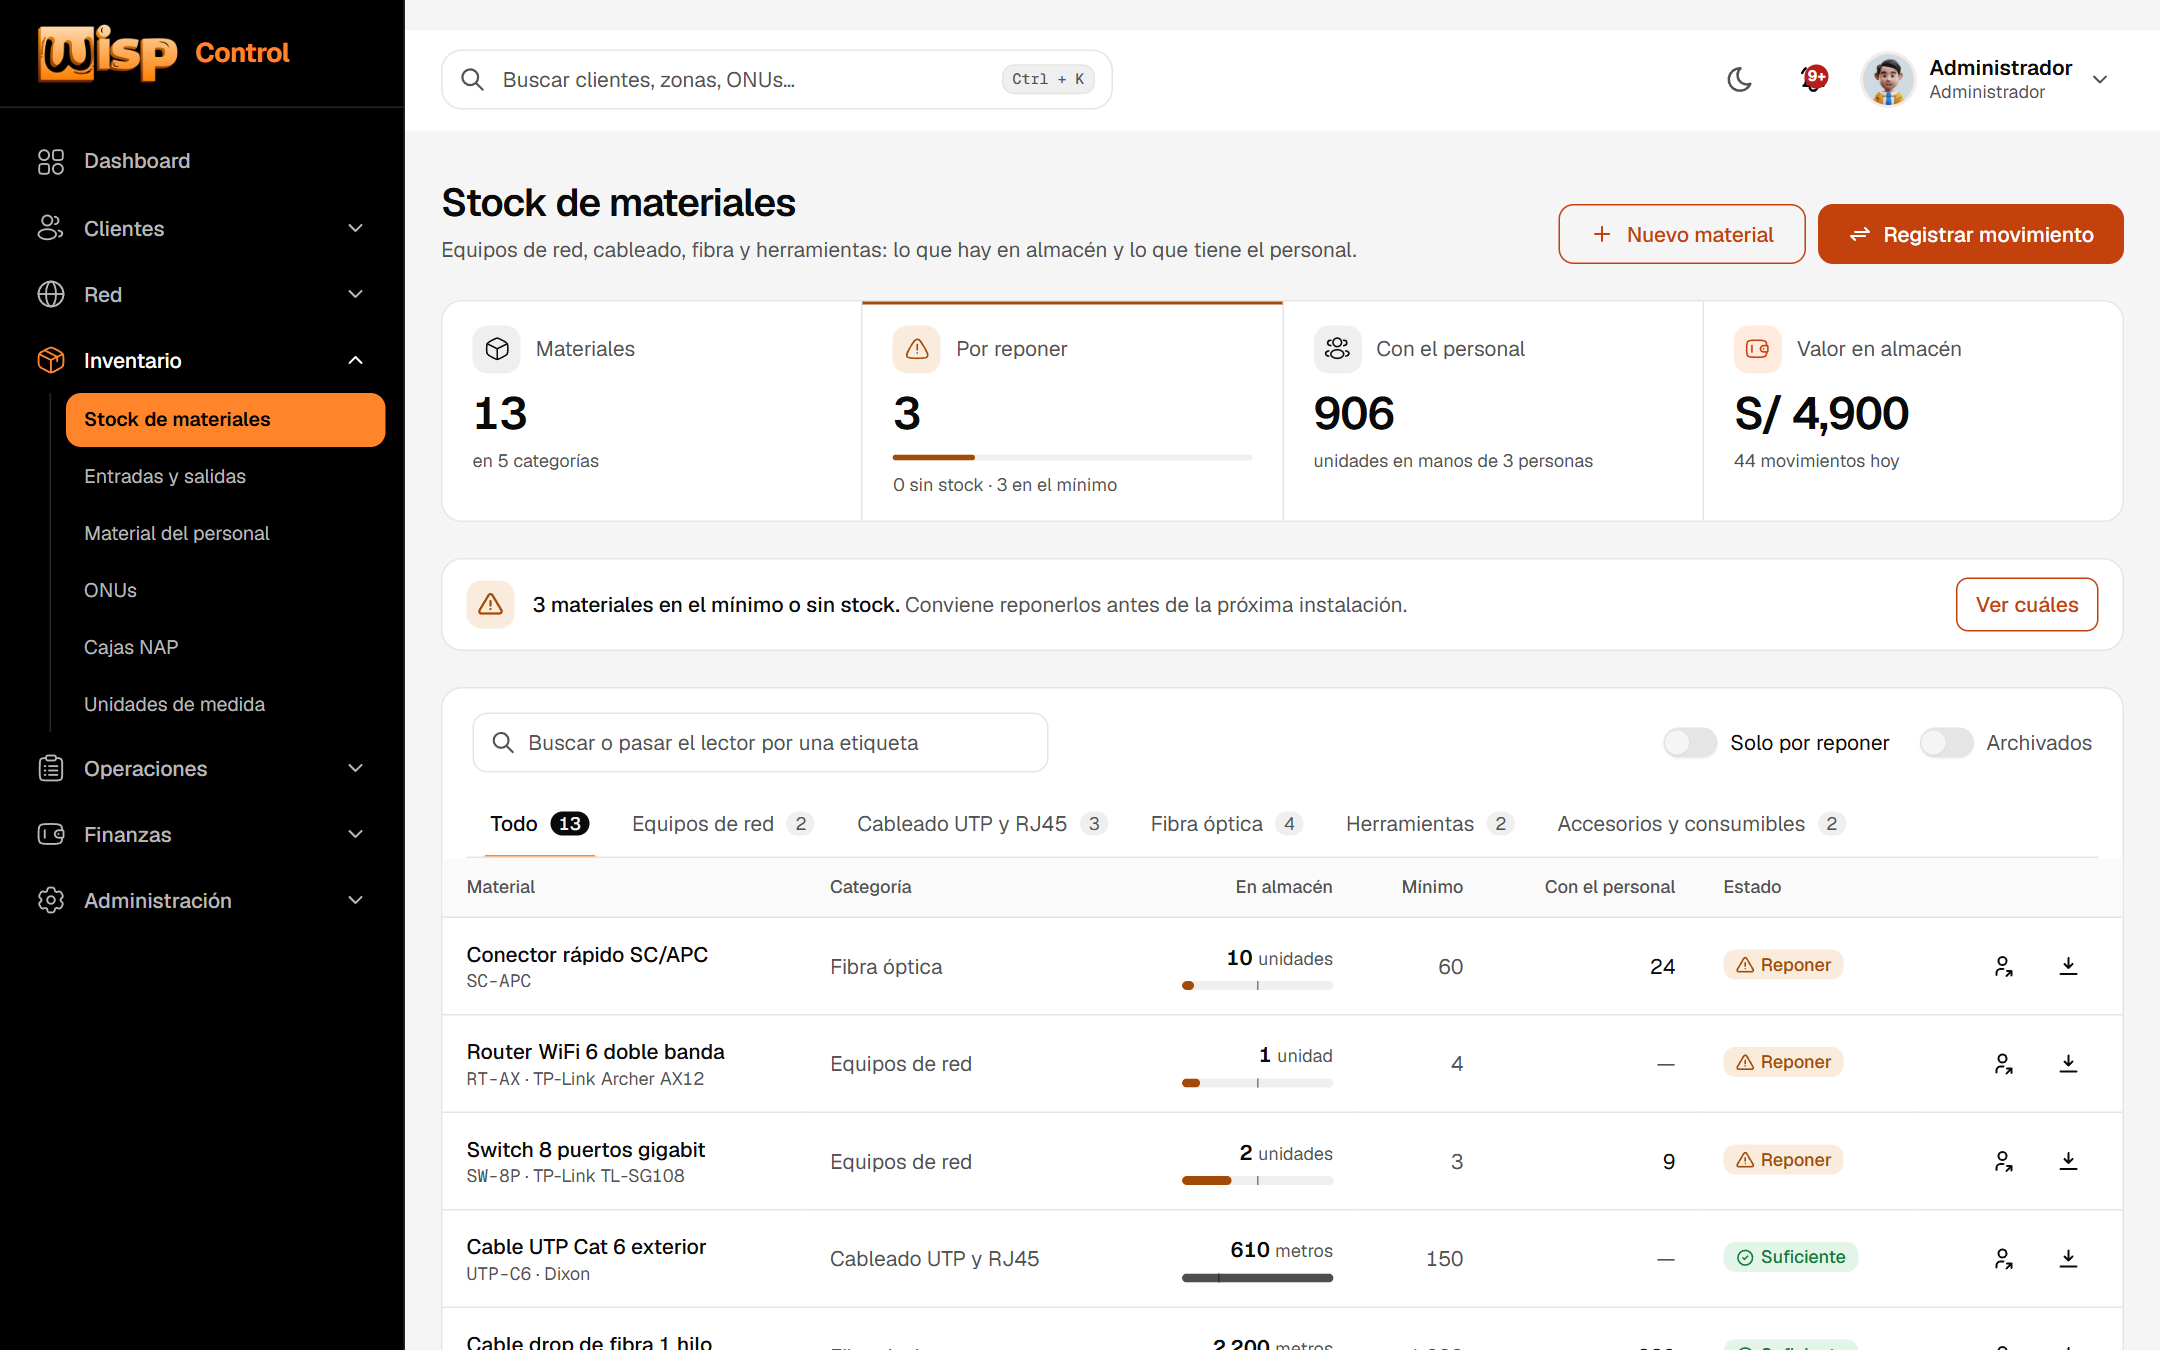 Wisp Control
Buscar clientes, zonas, ONUs... Ctrl + K
9+
Administrador
Administrador
Dashboard
Clientes
Red
Inventario
Stock de materiales
Entradas y salidas
Material del personal
ONUs
Cajas NAP
Unidades de medida
Operaciones
Finanzas
Administración
Stock de materiales
Equipos de red, cableado, fibra y herramientas: lo que hay en almacén y lo que tiene el personal.
Nuevo material
Registrar movimiento
Materiales
13
en 5 categorías
Por reponer
3
0 sin stock · 3 en el mínimo
Con el personal
906
unidades en manos de 3 personas
Valor en almacén
S/ 4,900
44 movimientos hoy
3 materiales en el mínimo o sin stock. Conviene reponerlos antes de la próxima instalación.
Ver cuáles
Buscar o pasar el lector por una etiqueta
Solo por reponer
Archivados
Todo 13 Equipos de red 2 Cableado UTP y RJ45 3 Fibra óptica 4 Herramientas 2 Accesorios y consumibles 2
Material Categoría En almacén Mínimo Con el personal Estado
Conector rápido SC/APC
SC-APC
Fibra óptica 10 unidades 60 24 Reponer
Router WiFi 6 doble banda
RT-AX · TP-Link Archer AX12
Equipos de red 1 unidad 4 — Reponer
Switch 8 puertos gigabit
SW-8P · TP-Link TL-SG108
Equipos de red 2 unidades 3 9 Reponer
Cable UTP Cat 6 exterior
UTP-C6 · Dixon
Cableado UTP y RJ45 610 metros 150 — Suficiente
Cable drop de fibra 1 hilo
2,200 metros